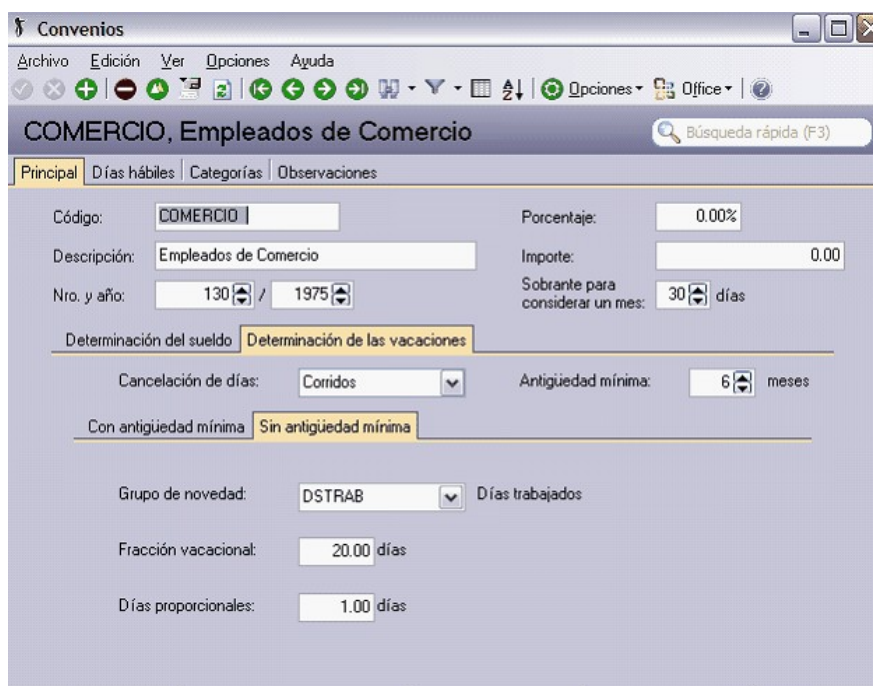 Convenios
Archivo Edición Ver Opciones Ayuda
Opciones Office
COMERCIO, Empleados de Comercio Búsqueda rápida (F3)
Principal Días hábiles Categorías Observaciones
Código: COMERCIO Porcentaje: 0.00%
Descripción: Empleados de Comercio Importe: 0.00
Nro. y año: 130 / 1975 Sobrante para considerar un mes: 30 días
Determinación del sueldo Determinación de las vacaciones
Cancelación de días: Corridos Antigüedad mínima: 6 meses
Con antigüedad mínima Sin antigüedad mínima
Grupo de novedad: DSTRAB Días trabajados
Fracción vacacional: 20.00 días
Días proporcionales: 1.00 días